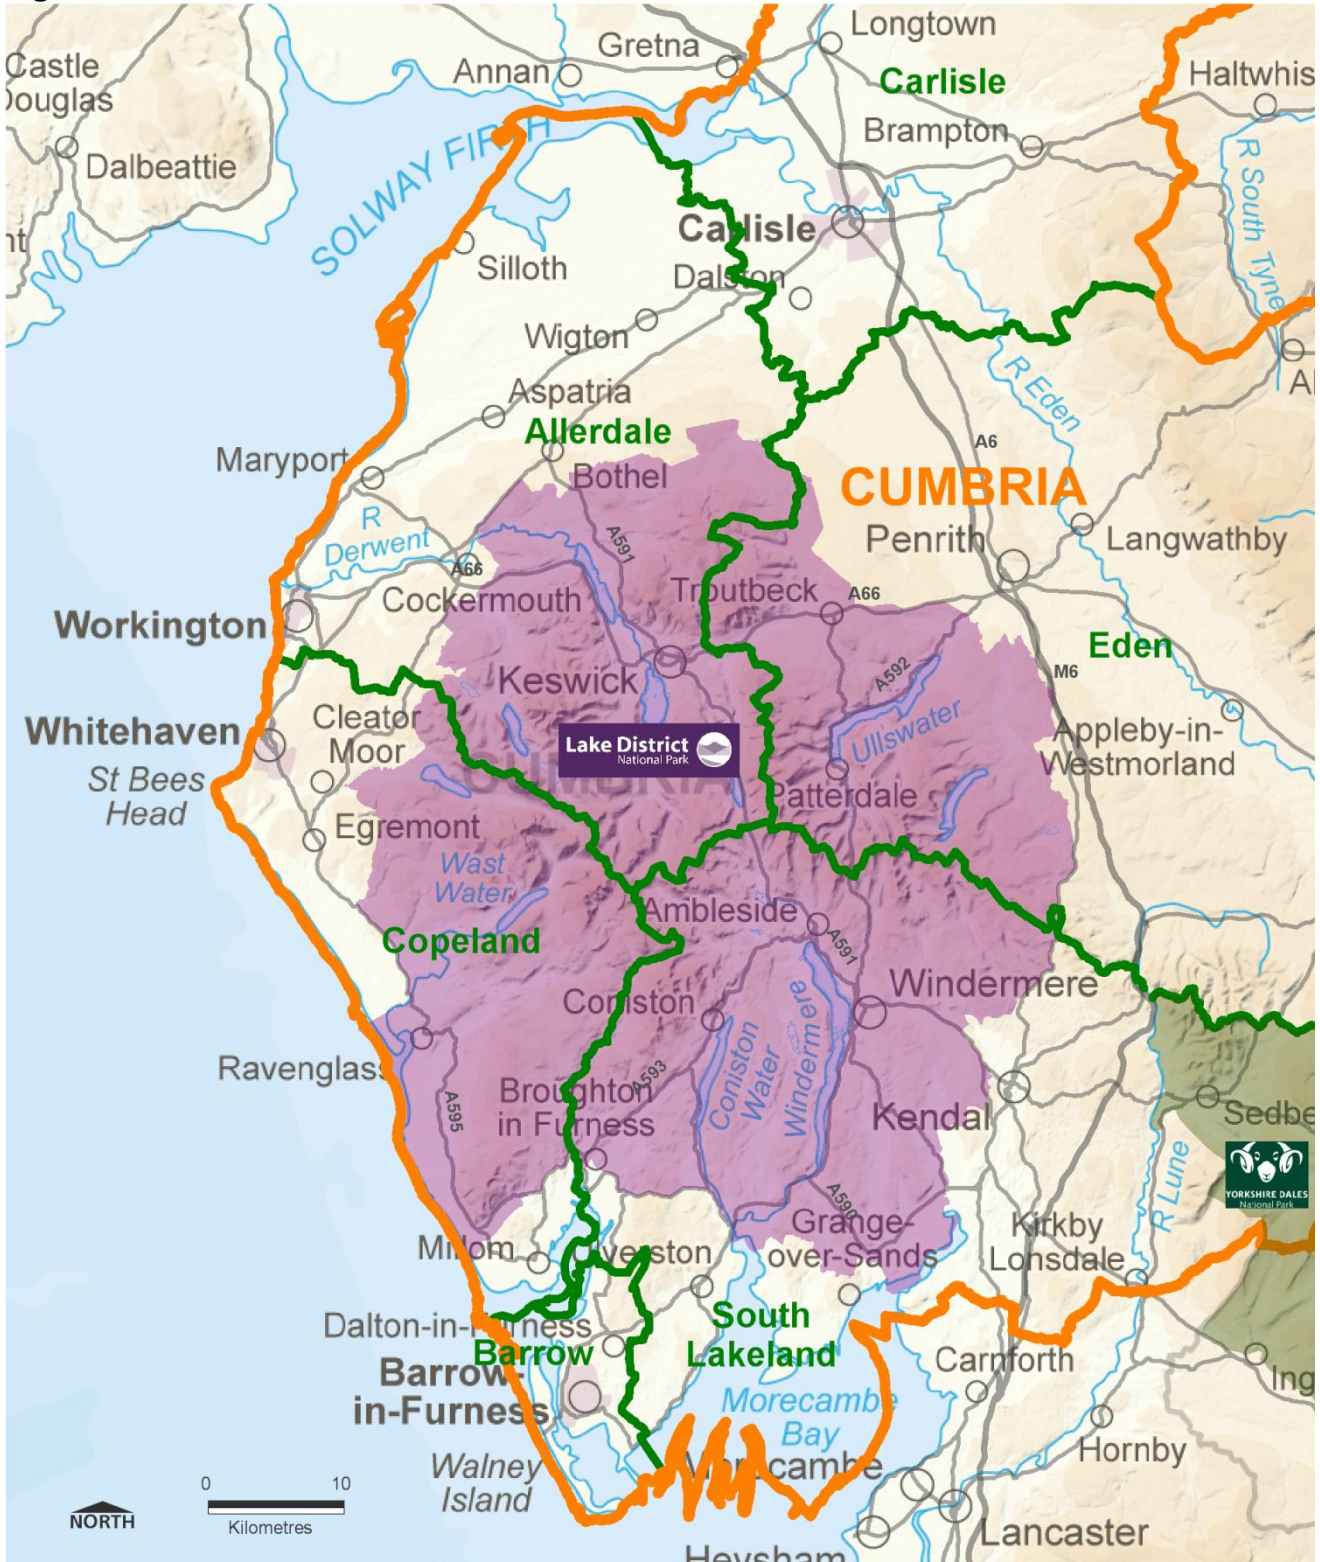 Gretna
Longtown
Annan
Castle
Douglas
Carlisle
Haltwhis
Brampton
Dalbeattie
SOLWAY FIRTH
R South Tyne
Carlisle
Silloth
Dalston
Wigton
R Eden
Aspatria
Allerdale
A6
Maryport
Bothel
CUMBRIA
R
Derwent
A591
Penrith
Langwathby
A66
Cockermouth
Troutbeck
A66
Workington
Eden
Keswick
A592
M6
Whitehaven
Cleator
Moor
Lake District
National Park
Ullswater
Appleby-in-
Westmorland
St Bees
Head
CUMBRIA
Patterdale
Egremont
Wast
Water
Ambleside
Copeland
A591
Windermere
Coniston
Coniston
Water
Windermere
Ravenglass
A593
Broughton
in Furness
A595
Kendal
Sedbe
R Lune
YORKSHIRE DALES
National Park
A590
Grange-
over-Sands
Kirkby
Lonsdale
Millom
Ulverston
Dalton-in-Furness
South
Lakeland
Barrow
Barrow-
in-Furness
Carnforth
Ing
Morecambe
Bay
Hornby
Walney
Island
Morecambe
0 10
Kilometres
NORTH
Lancaster
Heysham